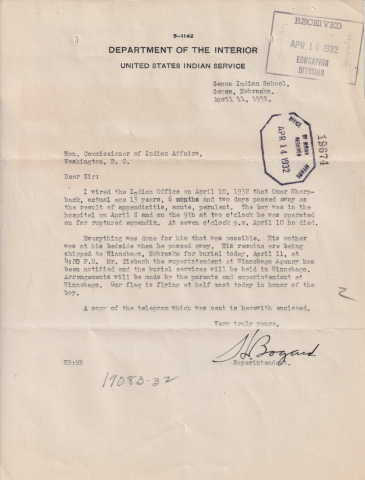 5-1142
DEPARTMENT OF THE INTERIOR
UNITED STATES INDIAN SERVICE
RECEIVED
APR 14 1932
EDUCATION
DIVISION
Genoa Indian School,
Genoa, Nebraska.
April 11, 1932.
OFFICE
OF INDIAN
AFFAIRS
RECEIVED
APR 14 1932
19674
Hon. Commissioner of Indian Affairs,
Washington, D. C.
Dear Sir:
I wired the Indian Office on April 10, 1932 that Omar Sharp-
back, actual age 13 years, 6 months and two days passed away as
the result of appendicitis, acute, perulent. The boy was in the
hospital on April 8 and on the 9th at two o'clock he was operated
on for ruptured appendix. At seven o'clock p.m. April 10 he died.
Everything was done for him that was possible. His mother
was at his bedside when he passed away. His remains are being
shipped to Winnebago, Nebraska for burial today, April 11, at
4:20 P.M. Mr. the superintendent at Winnebago Agency has
been notified and the burial services will be held in Winnebago.
Arrangements will be made by the parents and superintendent at
Winnebago. Our flag is flying at half mast today in honor of the
boy.
2
A copy of the telegram which was sent is herewith enclosed.
Very truly yours,
Bogard
Superintendent.
19083-32